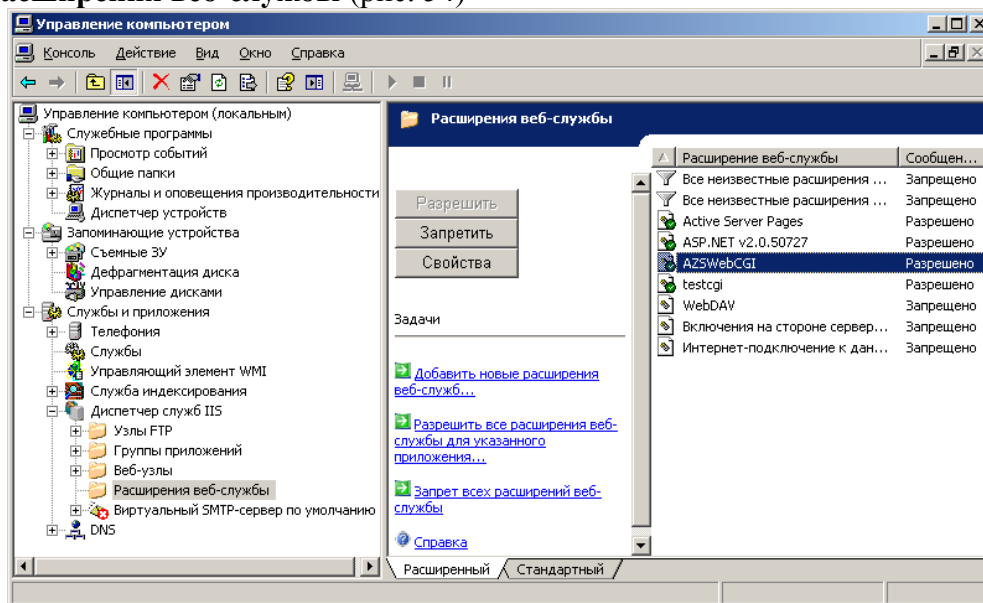 асширения веб-службы (рис. 34)
Управление компьютером
Консоль Действие Вид Окно Справка
Управление компьютером (локальным)
Служебные программы
Просмотр событий
Общие папки
Журналы и оповещения производительности
Диспетчер устройств
Запоминающие устройства
Съемные ЗУ
Дефрагментация диска
Управление дисками
Службы и приложения
Телефония
Службы
Управляющий элемент WMI
Служба индексирования
Диспетчер служб IIS
Узлы FTP
Группы приложений
Веб-узлы
Расширения веб-службы
Виртуальный SMTP-сервер по умолчанию
DNS
Расширения веб-службы
Разрешить
Запретить
Свойства
Задачи
Добавить новые расширения
веб-служб...
Разрешить все расширения веб-
службы для указанного
приложения...
Запрет всех расширений веб-
службы
Справка
Расширение веб-службы Сообщен...
Все неизвестные расширения ... Запрещено
Все неизвестные расширения ... Запрещено
Active Server Pages Разрешено
ASP.NET v2.0.50727 Разрешено
AZSWebCGI Разрешено
testcgi Разрешено
WebDAV Запрещено
Включения на стороне сервер... Запрещено
Интернет-подключение к дан... Запрещено
Расширенный Стандартный